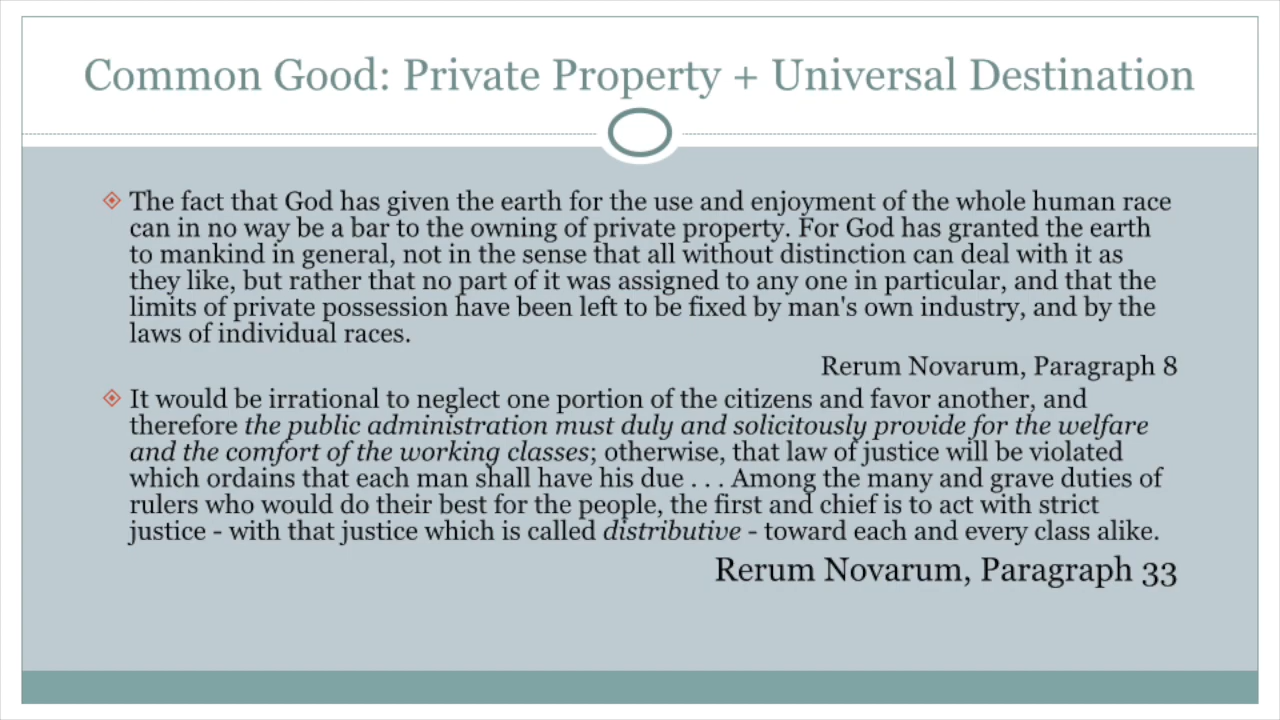 Common Good: Private Property + Universal Destination
The fact that God has given the earth for the use and enjoyment of the whole human race
can in no way be a bar to the owning of private property. For God has granted the earth
to mankind in general, not in the sense that all without distinction can deal with it as
they like, but rather that no part of it was assigned to any one in particular, and that the
limits of private possession have been left to be fixed by man's own industry, and by the
laws of individual races.
Rerum Novarum, Paragraph 8
It would be irrational to neglect one portion of the citizens and favor another, and
therefore the public administration must duly and solicitously provide for the welfare
and the comfort of the working classes; otherwise, that law of justice will be violated
which ordains that each man shall have his due . . . Among the many and grave duties of
rulers who would do their best for the people, the first and chief is to act with strict
justice - with that justice which is called distributive - toward each and every class alike.
Rerum Novarum, Paragraph 33